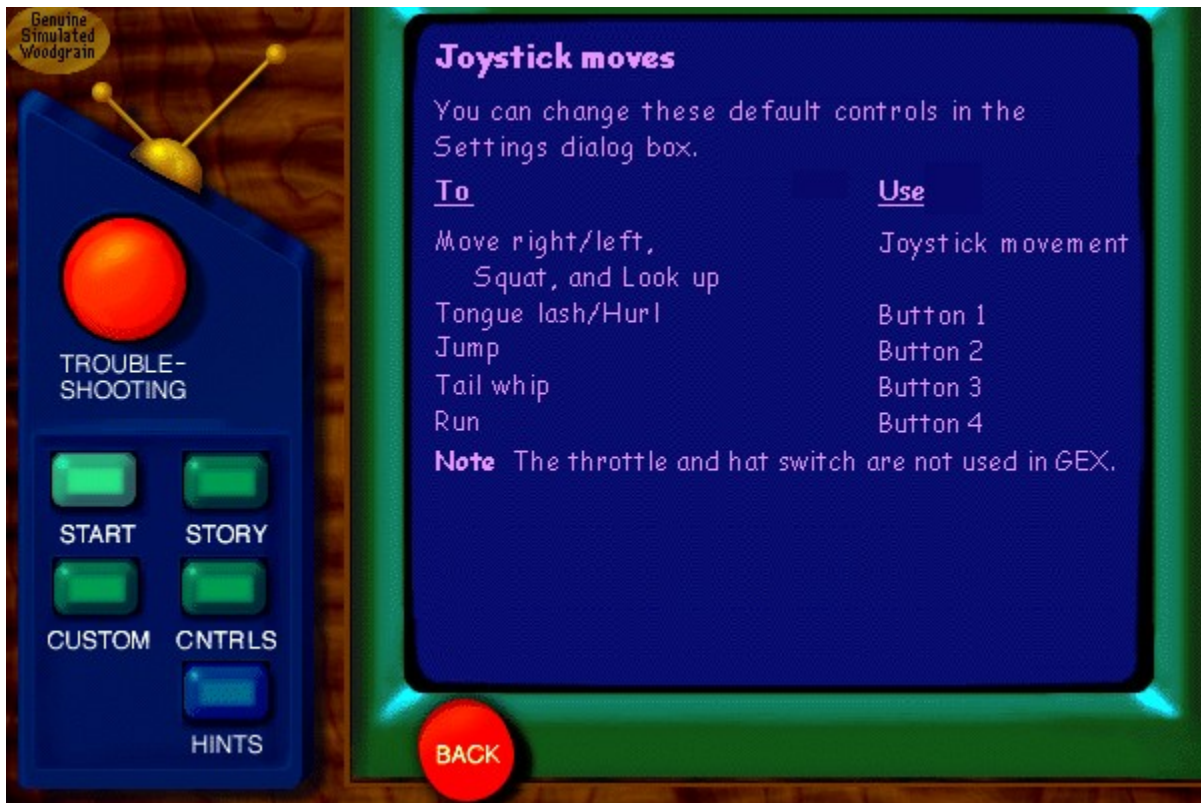 Genuine
Simulated
Woodgrain
TROUBLE-
SHOOTING
START STORY
CUSTOM CNTRLS
HINTS
Joystick moves
You can change these default controls in the
Settings dialog box.
To Use
Move right/left, Joystick movement
Squat, and Look up
Tongue lash/Hurl Button 1
Jump Button 2
Tail whip Button 3
Run Button 4
Note The throttle and hat switch are not used in GEX.
BACK